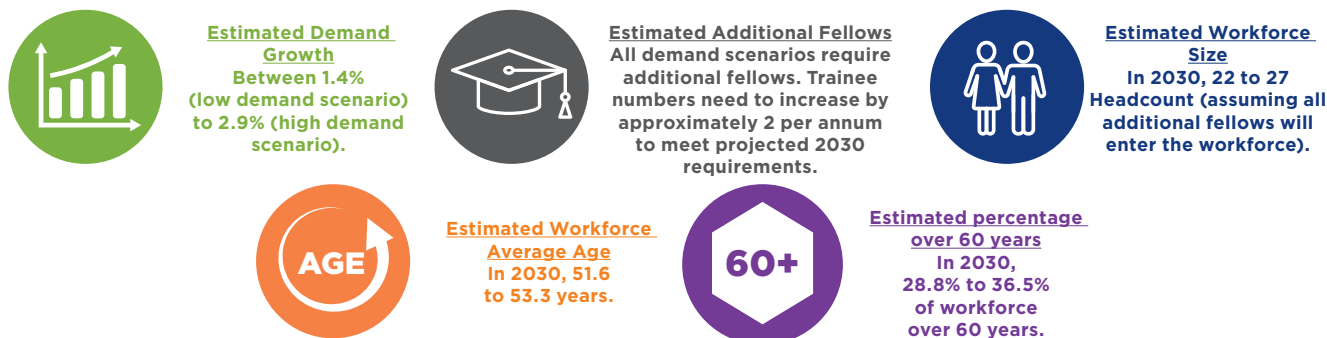 Estimated Demand
Growth
Between 1.4%
(low demand scenario)
to 2.9% (high demand
scenario).
Estimated Additional Fellows
All demand scenarios require
additional fellows. Trainee
numbers need to increase by
approximately 2 per annum
to meet projected 2030
requirements.
Estimated Workforce
Size
In 2030, 22 to 27
Headcount (assuming all
additional fellows will
enter the workforce).
AGE
Estimated Workforce
Average Age
In 2030, 51.6
to 53.3 years.
60+
Estimated percentage
over 60 years
In 2030,
28.8% to 36.5%
of workforce
over 60 years.